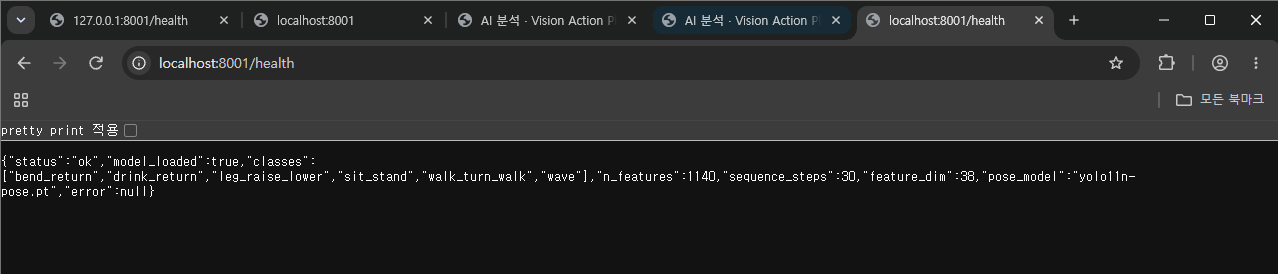 127.0.0.1:8001/health
localhost:8001
AI 분석 · Vision Action Pl
AI 분석 · Vision Action Pl
localhost:8001/health
localhost:8001/health
모든 북마크
pretty print 적용
{"status":"ok","model_loaded":true,"classes":
["bend_return","drink_return","leg_raise_lower","sit_stand","walk_turn_walk","wave"],"n_features":1140,"sequence_steps":30,"feature_dim":38,"pose_model":"yolo11n-
pose.pt","error":null}